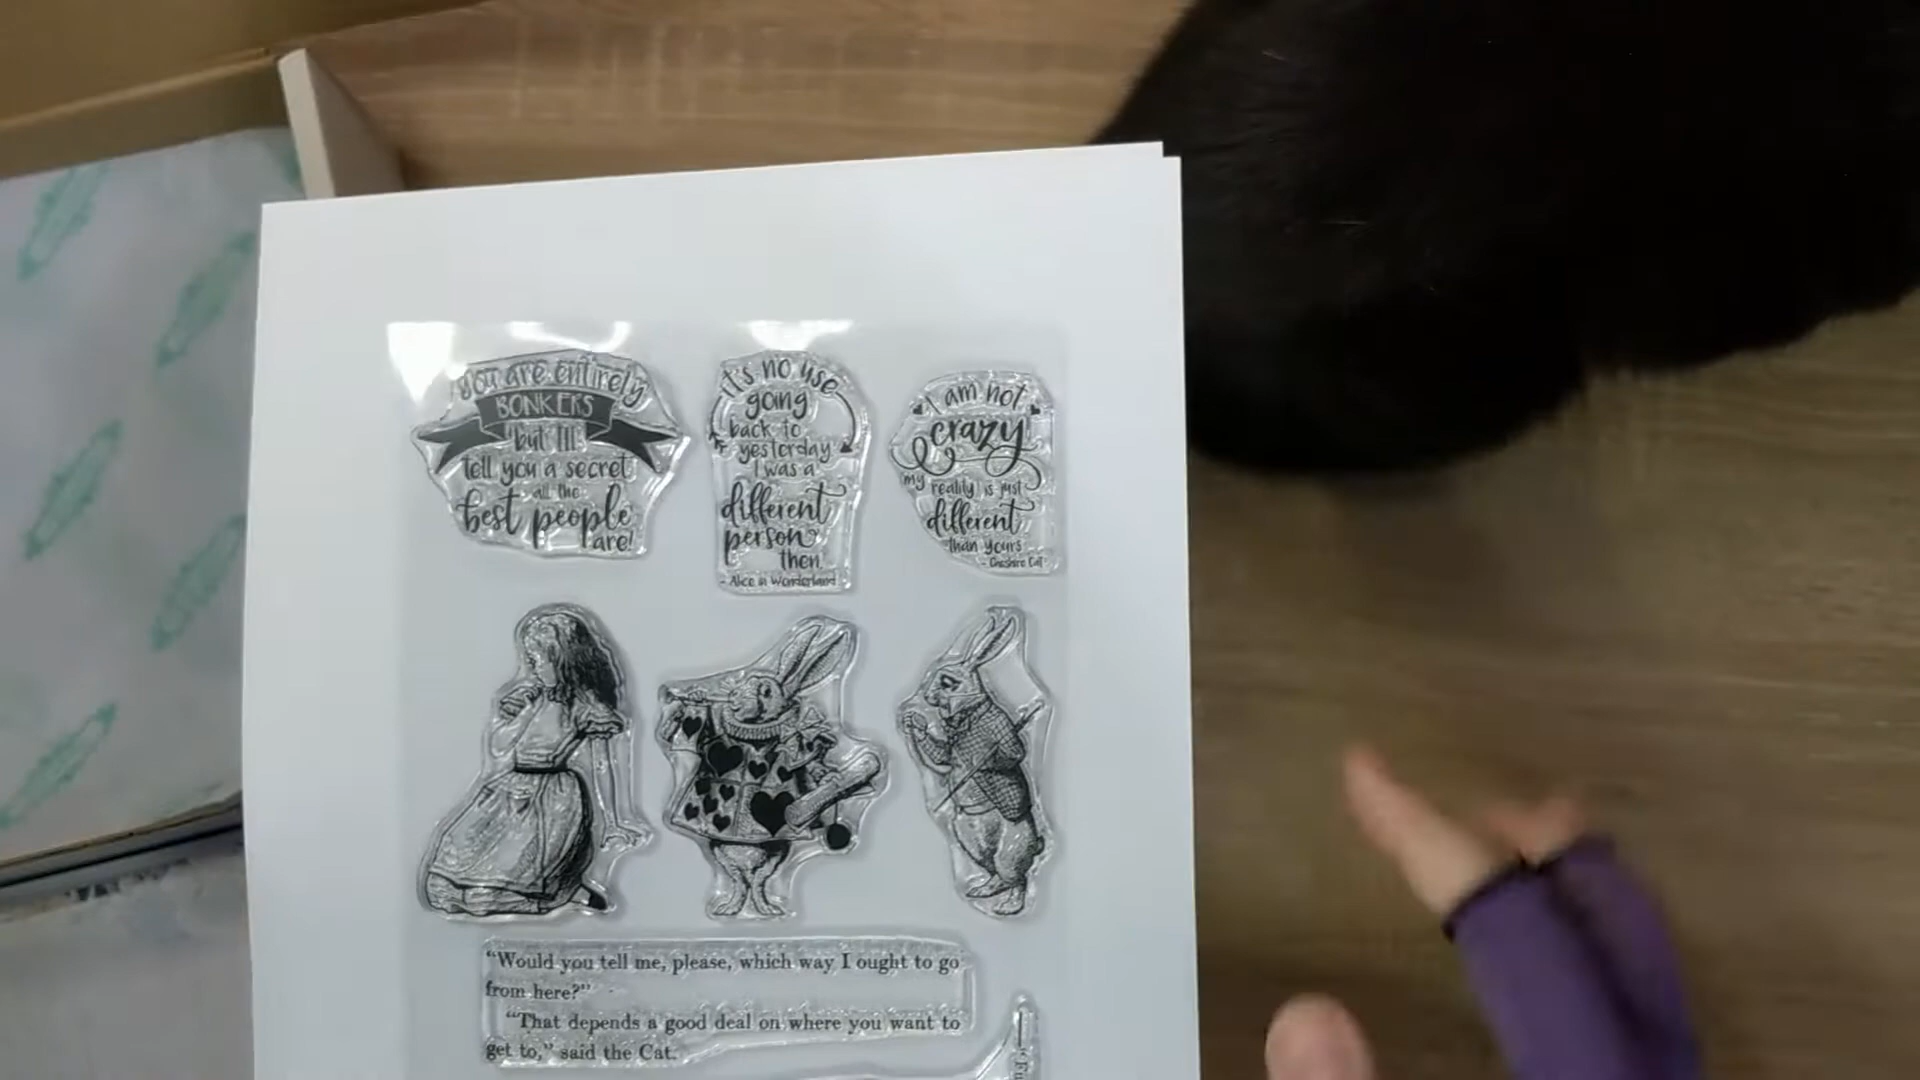 you are entirely
BONKERS
but I'll
tell you a secret
all the
best people
are!
it's no use
going
back to
yesterday
I was a
different
person
then.
- Alice in Wonderland
I am not
crazy
my reality is just
different
than yours
- Cheshire Cat
“Would you tell me, please, which way I ought to go
from here?”
“That depends a good deal on where you want to
get to,” said the Cat.